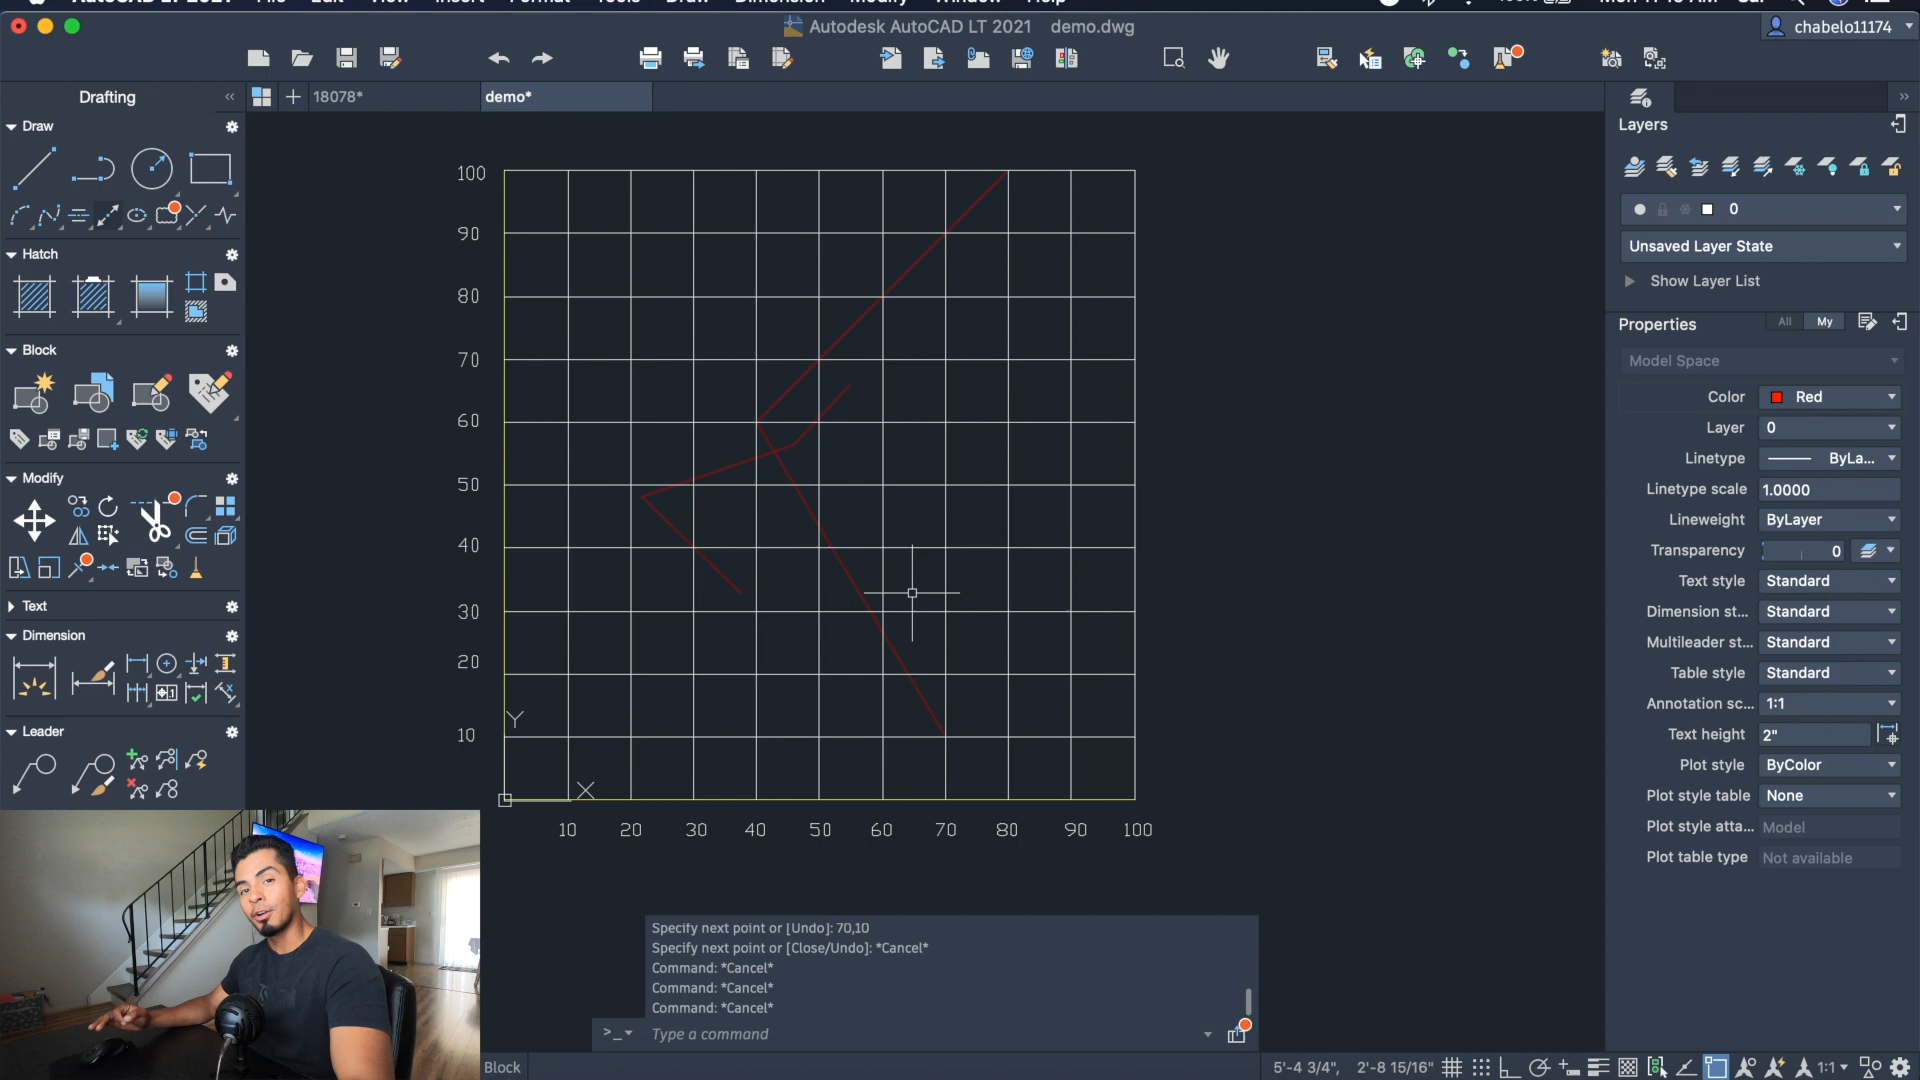 Autodesk AutoCAD LT 2021 demo.dwg
chabelo11174
Drafting
18078*
demo*
Draw
Hatch
Block
Modify
Text
Dimension
Leader
100
90
80
70
60
50
40
30
20
10
Y
X
10 20 30 40 50 60 70 80 90 100
Specify next point or [Undo]: 70,10
Specify next point or [Close/Undo]: *Cancel*
Command: *Cancel*
Command: *Cancel*
Command: *Cancel*
>_ Type a command
Block
5'-4 3/4", 2'-8 15/16"
1:1
Layers
0
Unsaved Layer State
Show Layer List
Properties
All My
Model Space
Color Red
Layer 0
Linetype ByLa...
Linetype scale 1.0000
Lineweight ByLayer
Transparency 0
Text style Standard
Dimension st... Standard
Multileader st... Standard
Table style Standard
Annotation sc... 1:1
Text height 2"
Plot style ByColor
Plot style table None
Plot style atta... Model
Plot table type Not available